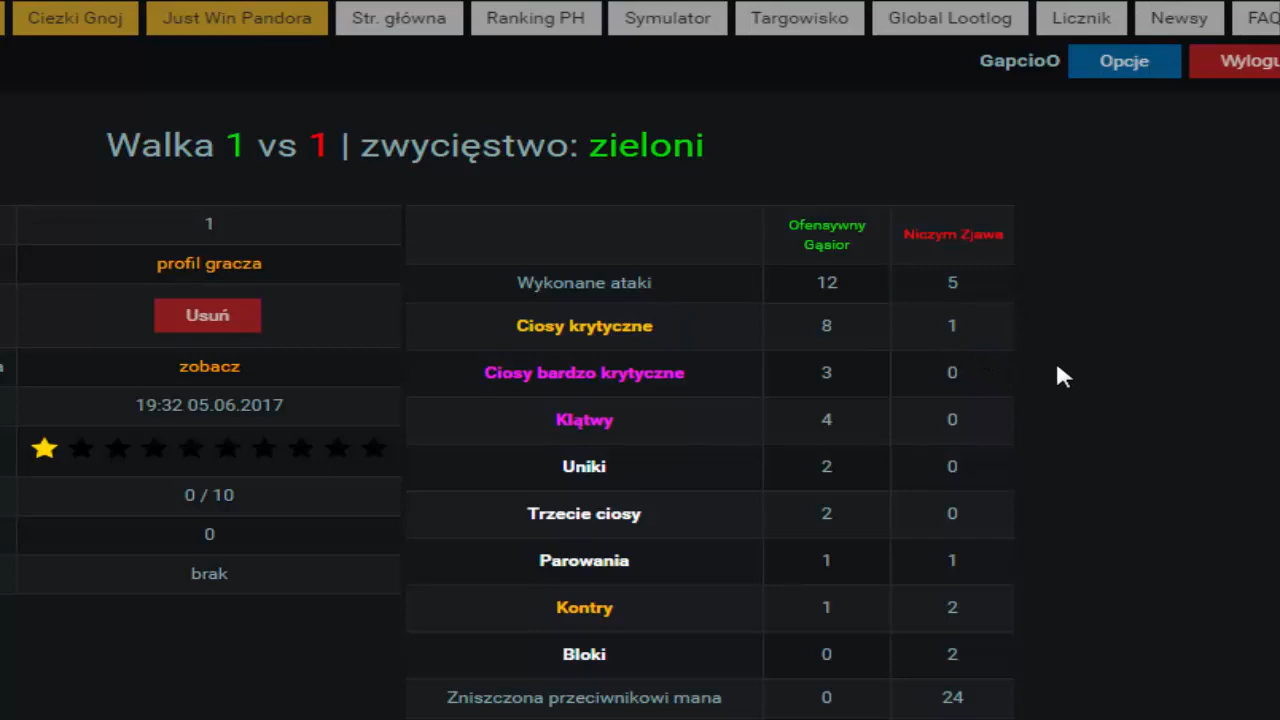 Ciezki Gnoj Just Win Pandora Str. główna Ranking PH Symulator Targowisko Global Lootlog Licznik Newsy FAQ
GapcioO Opcje Wylogu
Walka 1 vs 1 | zwycięstwo: zieloni
1
profil gracza
Usuń
zobacz
19:32 05.06.2017
0 / 10
0
brak
Ofensywny Gąsior Niczym Zjawa
Wykonane ataki 12 5
Ciosy krytyczne 8 1
Ciosy bardzo krytyczne 3 0
Klątwy 4 0
Uniki 2 0
Trzecie ciosy 2 0
Parowania 1 1
Kontry 1 2
Bloki 0 2
Zniszczona przeciwnikowi mana 0 24